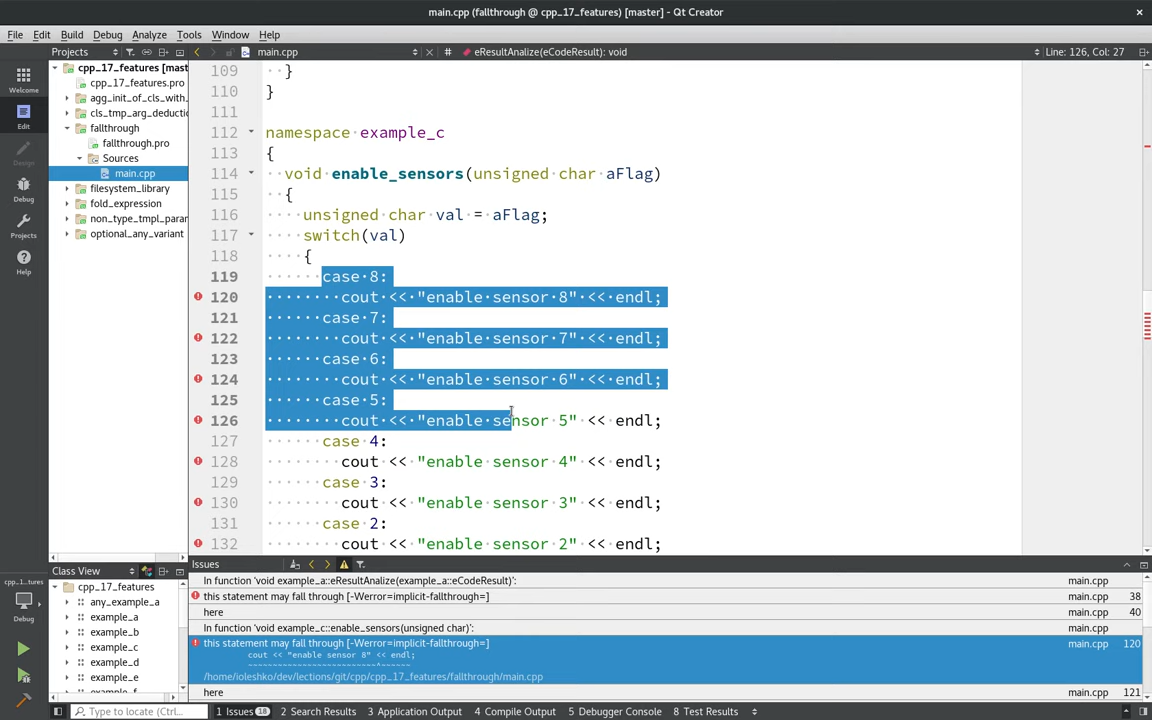 main.cpp (fallthrough @ cpp_17_features) [master] - Qt Creator
File Edit Build Debug Analyze Tools Window Help
Projects main.cpp # eResultAnalize(eCodeResult): void Line: 126, Col: 27
Welcome
Edit
Design
Debug
Projects
Help
cpp_17_features [mast
cpp_17_features.pro
agg_init_of_cls_with_
cls_tmp_arg_deductio
fallthrough
fallthrough.pro
Sources
main.cpp
filesystem_library
fold_expression
non_type_tmpl_parar
optional_any_variant
109 }
110 }
111
112 namespace example_c
113 {
114 void enable_sensors(unsigned char aFlag)
115 {
116 unsigned char val = aFlag;
117 switch(val)
118 {
119 case 8:
120 cout << "enable sensor 8" << endl;
121 case 7:
122 cout << "enable sensor 7" << endl;
123 case 6:
124 cout << "enable sensor 6" << endl;
125 case 5:
126 cout << "enable sensor 5" << endl;
127 case 4:
128 cout << "enable sensor 4" << endl;
129 case 3:
130 cout << "enable sensor 3" << endl;
131 case 2:
132 cout << "enable sensor 2" << endl;
Class View
cpp_17_features
any_example_a
example_a
example_b
example_c
example_d
example_e
cpp_1...tures
Debug
Issues
In function 'void example_a::eResultAnalize(example_a::eCodeResult)': main.cpp
this statement may fall through [-Werror=implicit-fallthrough=] main.cpp 38
here main.cpp 40
In function 'void example_c::enable_sensors(unsigned char)': main.cpp
this statement may fall through [-Werror=implicit-fallthrough=] main.cpp 120
cout << "enable sensor 8" << endl;
~~~~~~~~~~~~~~~~~~~~~~~~~~^~~~~~
/home/ioleshko/dev/lections/git/cpp/cpp_17_features/fallthrough/main.cpp
here main.cpp 121
Type to locate (Ctrl... 1 Issues 18 2 Search Results 3 Application Output 4 Compile Output 5 Debugger Console 8 Test Results